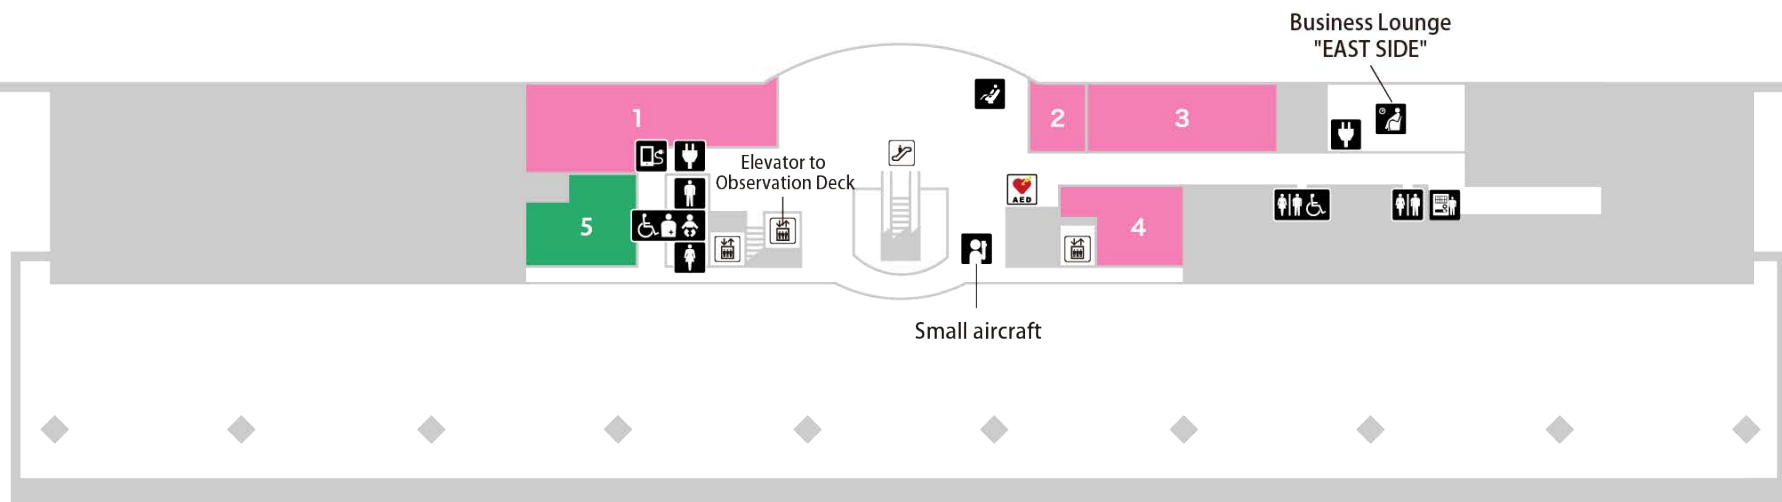 Business Lounge
"EAST SIDE"
1
2
3
Elevator to
Observation Deck
AED
5
4
Small aircraft